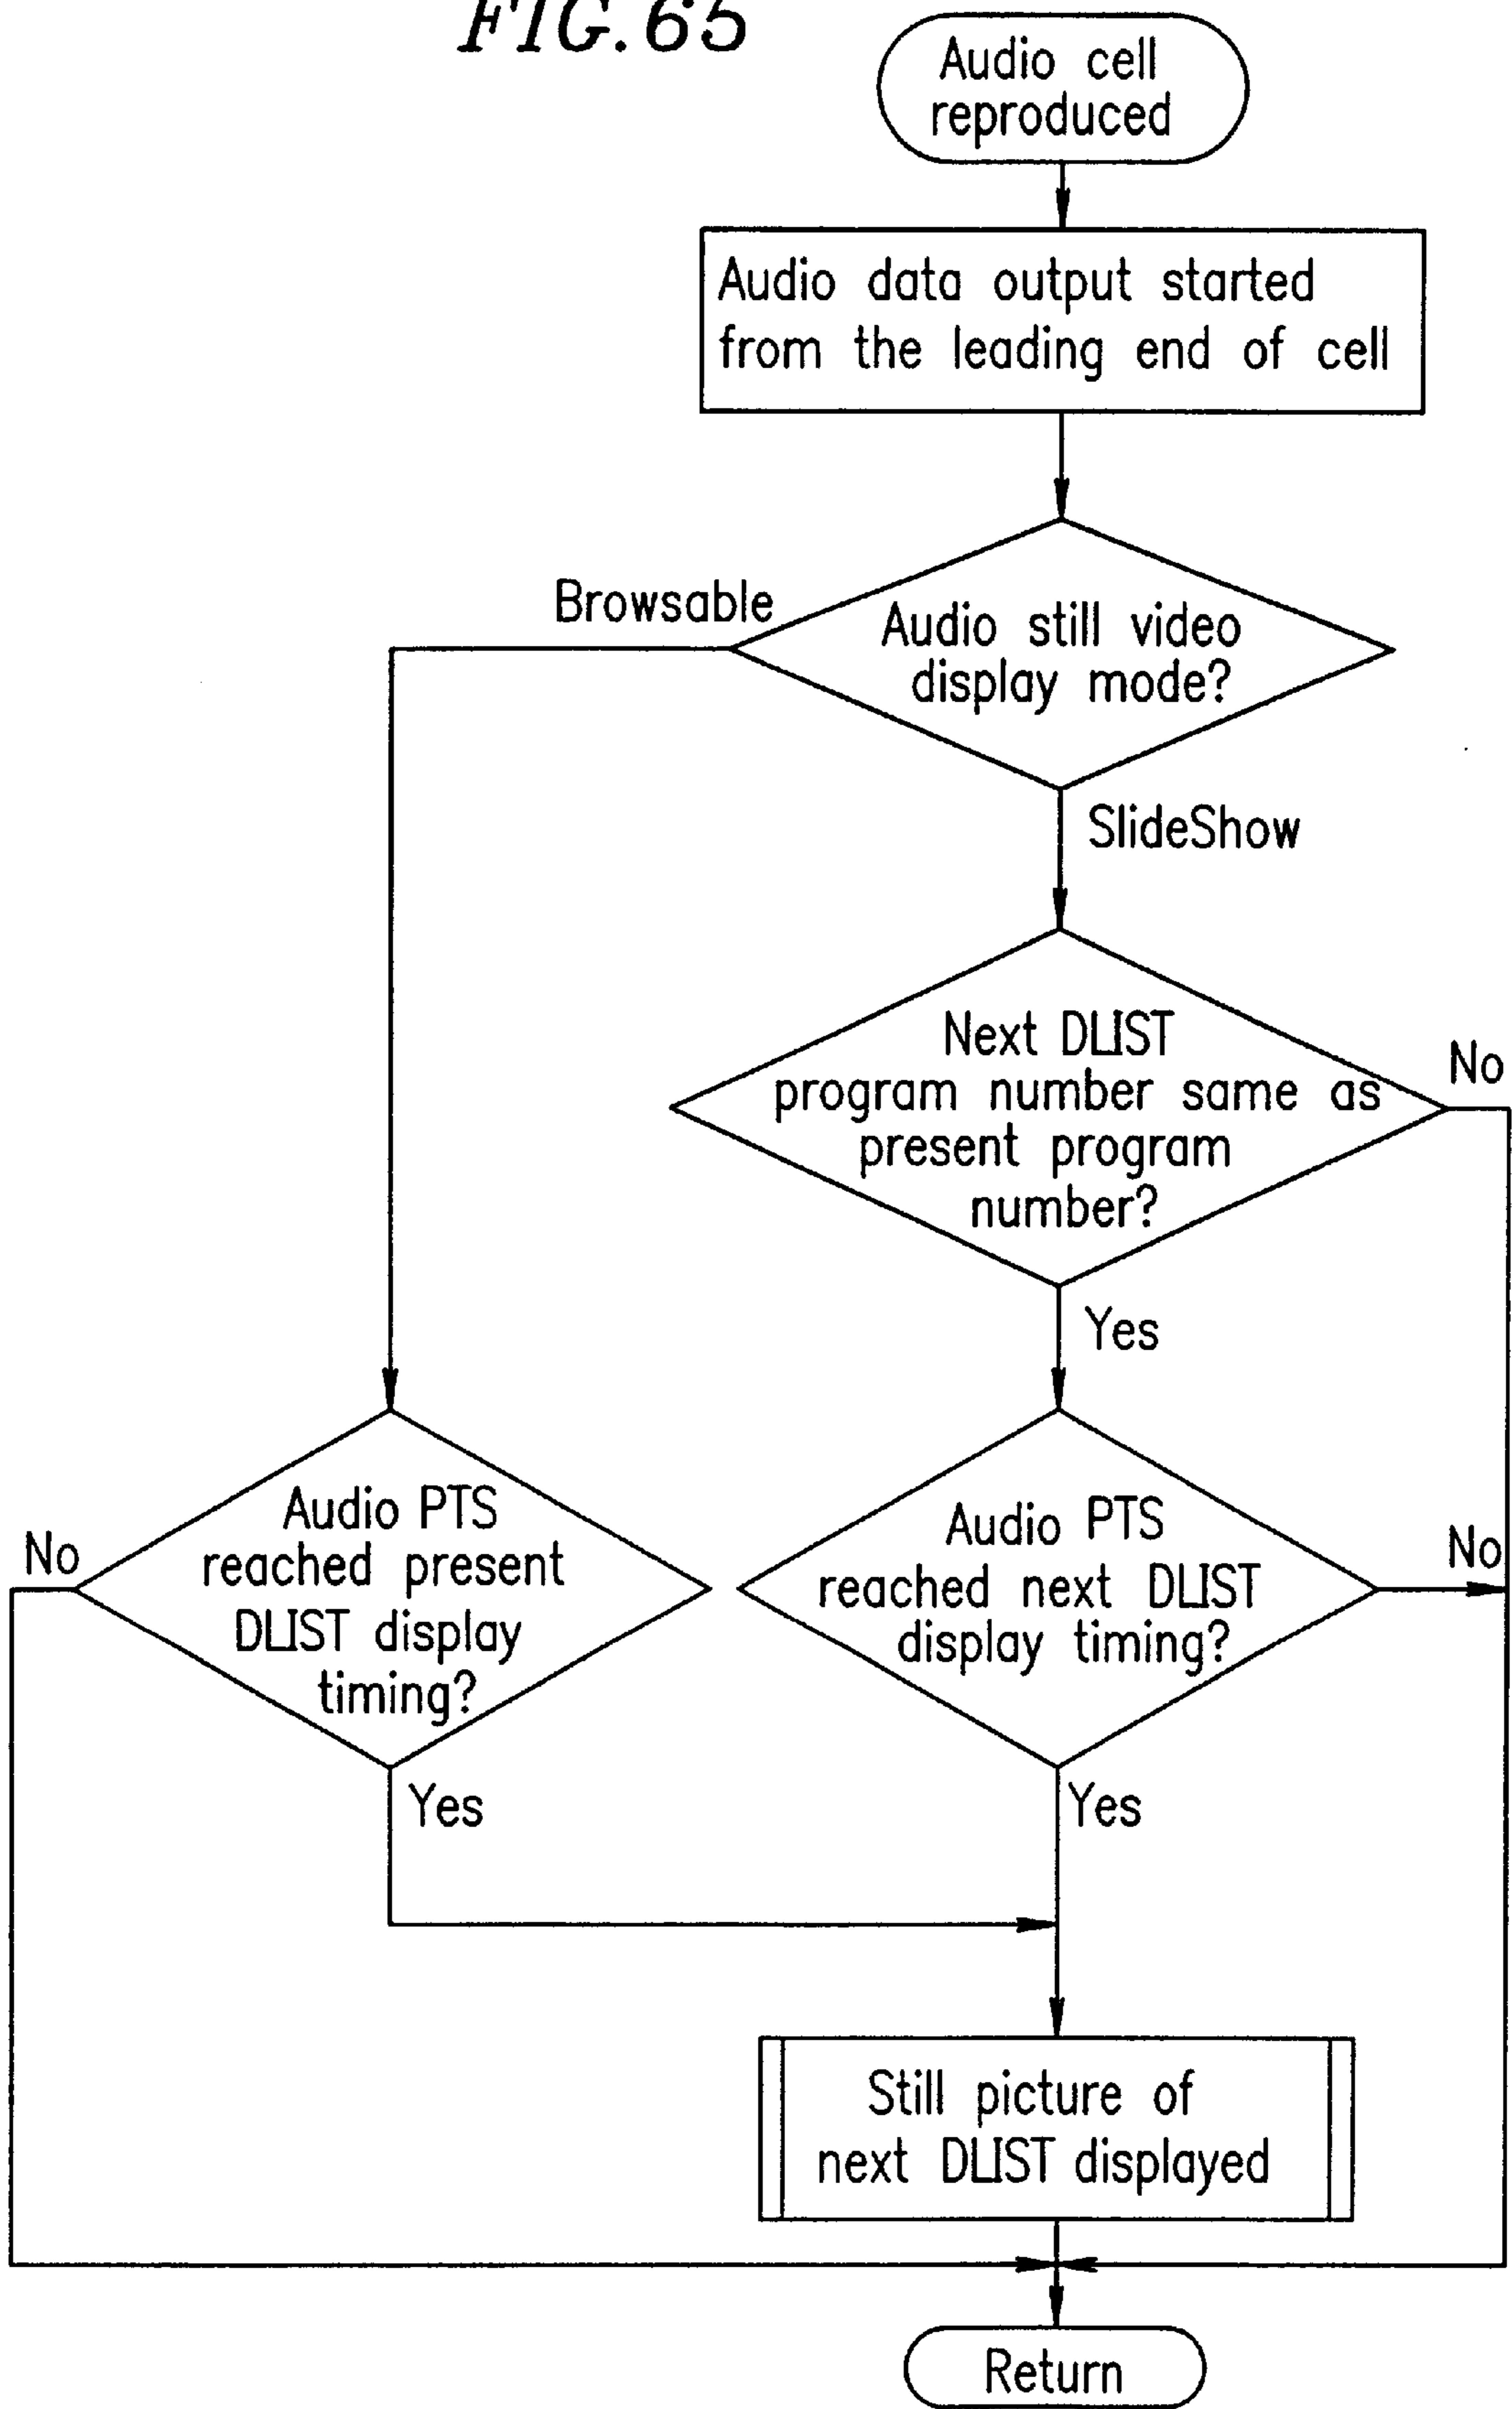 FIG. 65
Audio cell
reproduced
Audio data output started
from the leading end of cell
Browsable
Audio still video
display mode?
SlideShow
Next DLIST
program number same as
present program
number?
No
Yes
Audio PTS
reached present
DLIST display
timing?
No
Yes
Audio PTS
reached next DLIST
display timing?
No
Yes
Still picture of
next DLIST displayed
Return